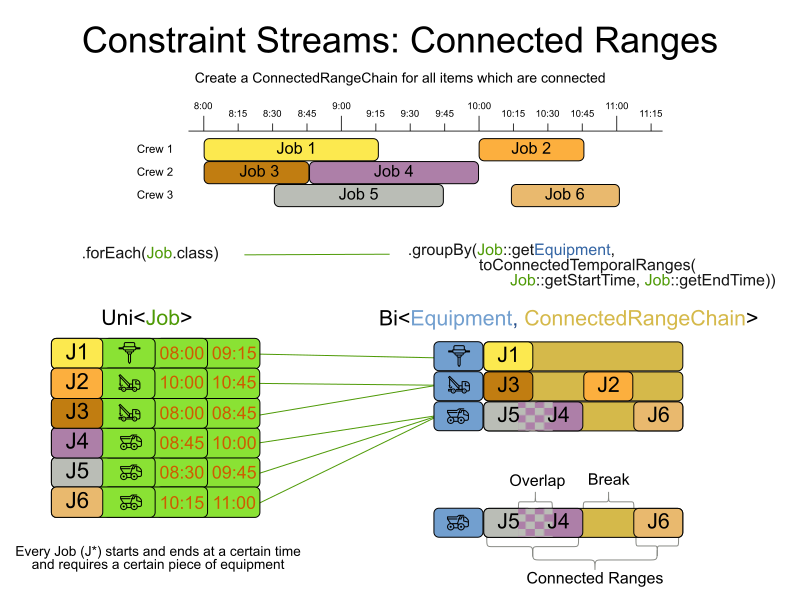 Constraint Streams: Connected Ranges
Create a ConnectedRangeChain for all items which are connected
8:00 8:15 8:30 8:45 9:00 9:15 9:30 9:45 10:00 10:15 10:30 10:45 11:00 11:15
Crew 1 Job 1 Job 2
Crew 2 Job 3 Job 4
Crew 3 Job 5 Job 6
.forEach(Job.class)
.groupBy(Job::getEquipment,
toConnectedTemporalRanges(
Job::getStartTime, Job::getEndTime))
Uni<Job>
J1 08:00 09:15
J2 10:00 10:45
J3 08:00 08:45
J4 08:45 10:00
J5 08:30 09:45
J6 10:15 11:00
Every Job (J*) starts and ends at a certain time
and requires a certain piece of equipment
Bi<Equipment, ConnectedRangeChain>
J1
J3 J2
J5 J4 J6
Overlap Break
J5 J4 J6
Connected Ranges